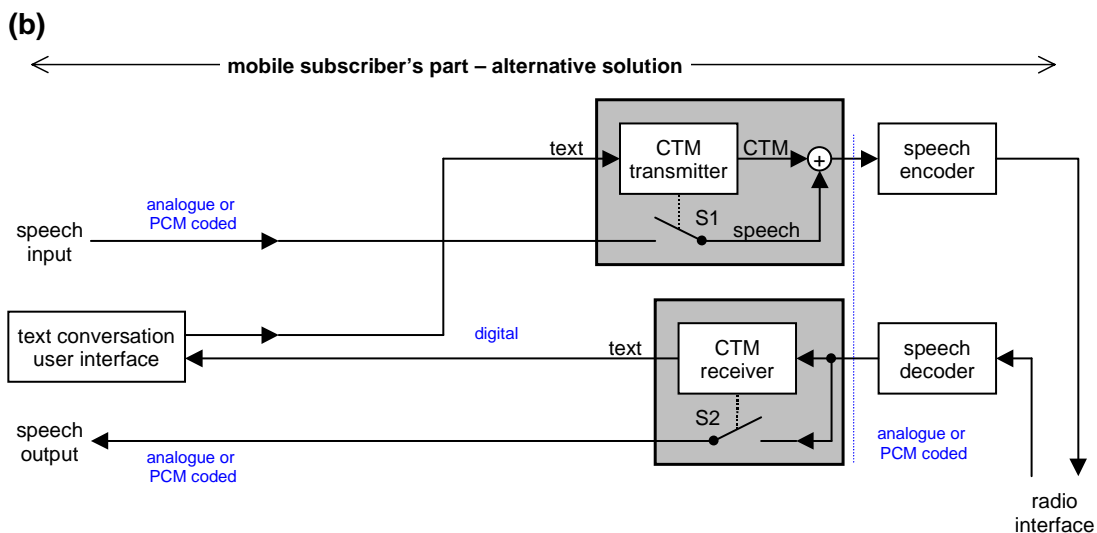 (b)
mobile subscriber's part – alternative solution
text
CTM
transmitter
CTM
+
speech
encoder
analogue or
PCM coded
S1
speech
speech
input
text conversation
user interface
digital
text
CTM
receiver
speech
decoder
S2
speech
output
analogue or
PCM coded
analogue or
PCM coded
radio
interface